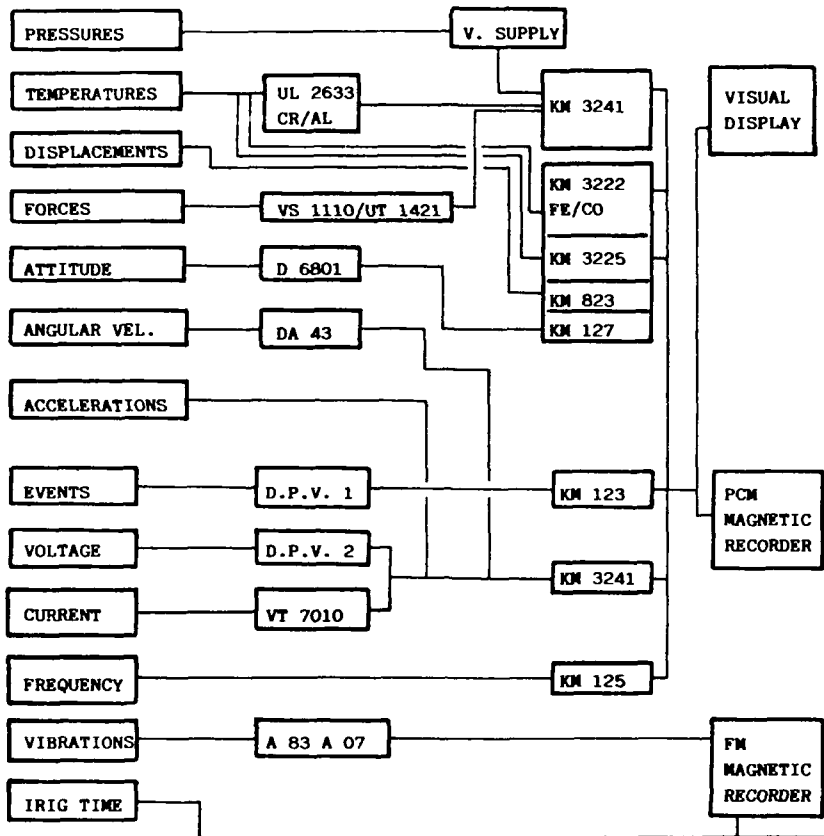 PRESSURES
V. SUPPLY
TEMPERATURES
UL 2633
CR/AL
KM 3241
VISUAL
DISPLAY
DISPLACEMENTS
KM 3222
FE/CO
FORCES
VS 1110/UT 1421
KM 3225
ATTITUDE
D 6801
KM 823
ANGULAR VEL.
DA 43
KM 127
ACCELERATIONS
EVENTS
D.P.V. 1
KM 123
PCM
MAGNETIC
RECORDER
VOLTAGE
D.P.V. 2
KM 3241
CURRENT
VT 7010
FREQUENCY
KM 125
VIBRATIONS
A 83 A 07
FM
MAGNETIC
RECORDER
IRIG TIME